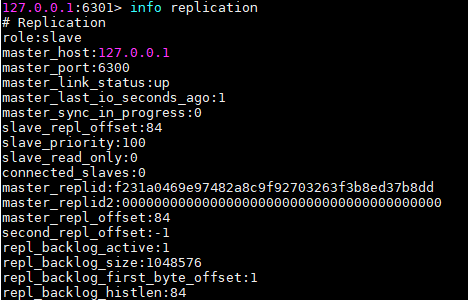 127.0.0.1:6301> info replication
# Replication
role:slave
master_host:127.0.0.1
master_port:6300
master_link_status:up
master_last_io_seconds_ago:1
master_sync_in_progress:0
slave_repl_offset:84
slave_priority:100
slave_read_only:0
connected_slaves:0
master_replid:f231a0469e97482a8c9f92703263f3b8ed37b8dd
master_replid2:0000000000000000000000000000000000000000
master_repl_offset:84
second_repl_offset:-1
repl_backlog_active:1
repl_backlog_size:1048576
repl_backlog_first_byte_offset:1
repl_backlog_histlen:84